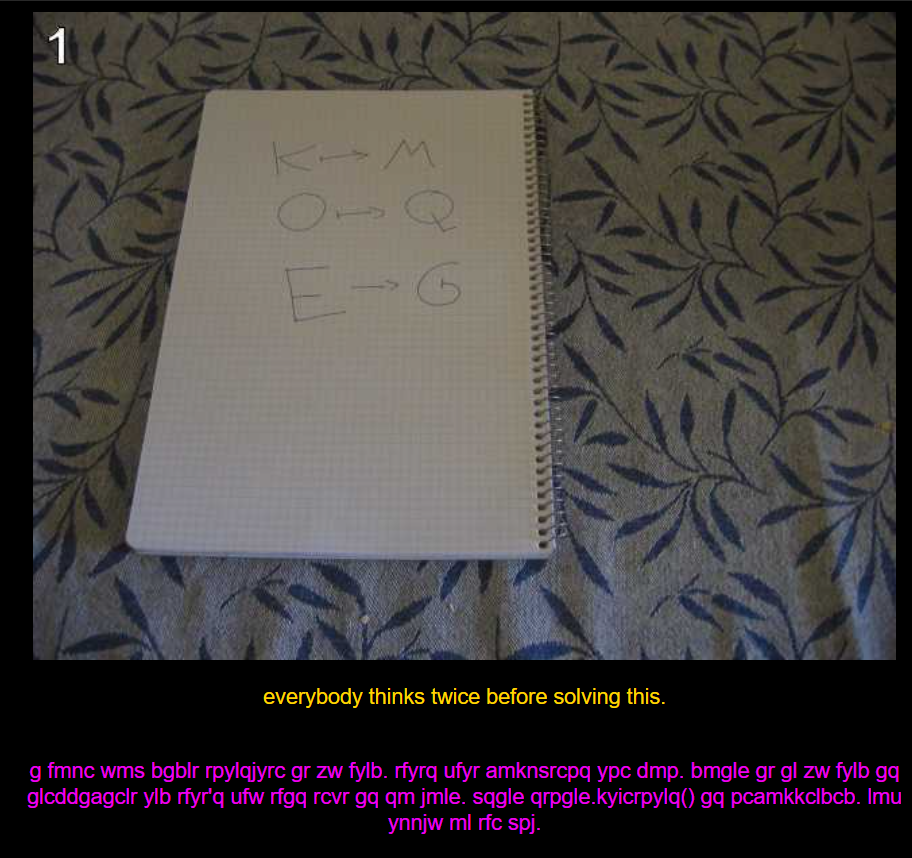 1
K → M
O → Q
E → G
everybody thinks twice before solving this.
g fmnc wms bgblr rpylqjyrc gr zw fylb. rfyrq ufyr amknsrcpq ypc dmp. bmgle gr gl zw fylb gq
glcddgagclr ylb rfyr'q ufw rfgq rcvr gq qm jmle. sqgle qrpgle.kyicrpylq() gq pcamkkclbcb. lmu
ynnjw ml rfc spj.